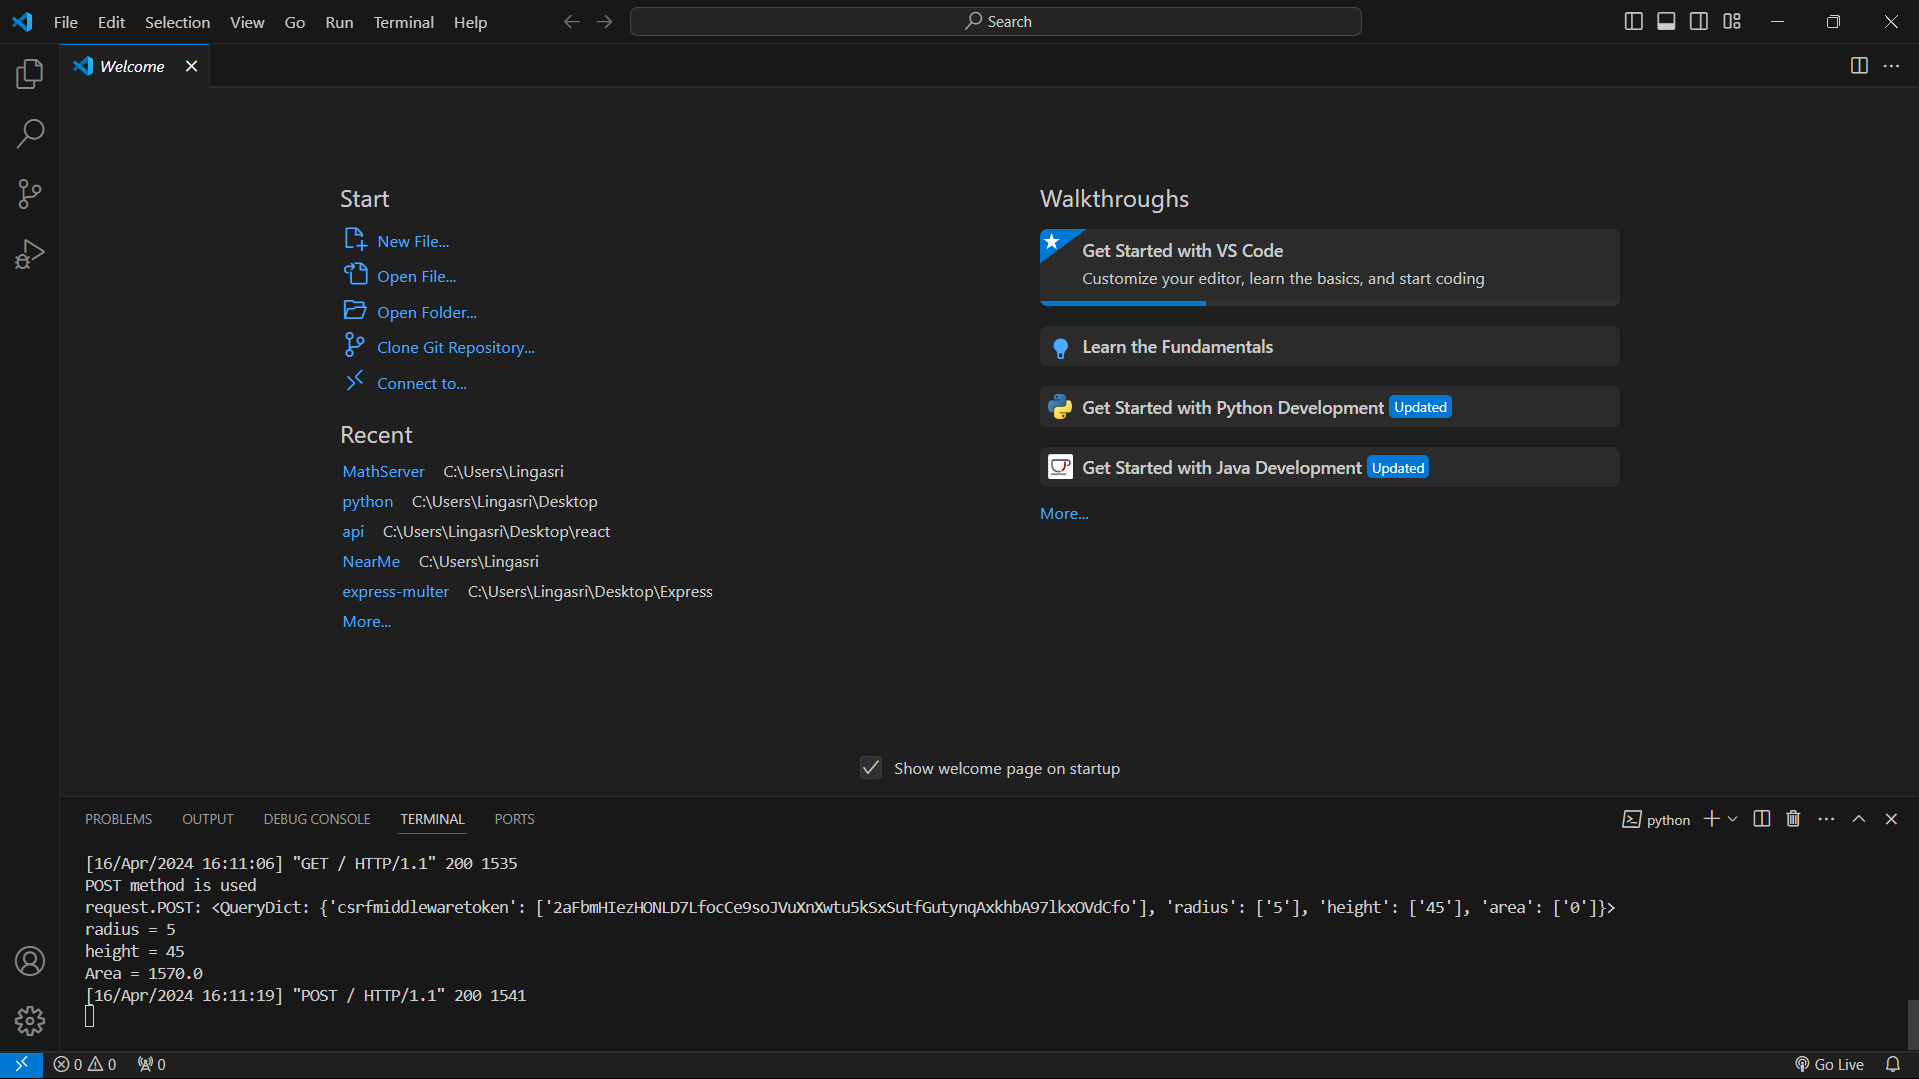 File Edit Selection View Go Run Terminal Help Search
Welcome
Start
New File...
Open File...
Open Folder...
Clone Git Repository...
Connect to...
Recent
MathServer C:\Users\Lingasri
python C:\Users\Lingasri\Desktop
api C:\Users\Lingasri\Desktop\react
NearMe C:\Users\Lingasri
express-multer C:\Users\Lingasri\Desktop\Express
More...
Walkthroughs
Get Started with VS Code
Customize your editor, learn the basics, and start coding
Learn the Fundamentals
Get Started with Python Development Updated
Get Started with Java Development Updated
More...
Show welcome page on startup
PROBLEMS OUTPUT DEBUG CONSOLE TERMINAL PORTS python
[16/Apr/2024 16:11:06] "GET / HTTP/1.1" 200 1535
POST method is used
request.POST: <QueryDict: {'csrfmiddlewaretoken': ['2aFbmHIezHONLD7LfocCe9soJVuXnXwtu5kSxSutfGutynqAxkhbA97lkxOVdCfo'], 'radius': ['5'], 'height': ['45'], 'area': ['0']}>
radius = 5
height = 45
Area = 1570.0
[16/Apr/2024 16:11:19] "POST / HTTP/1.1" 200 1541
0 0 0 Go Live